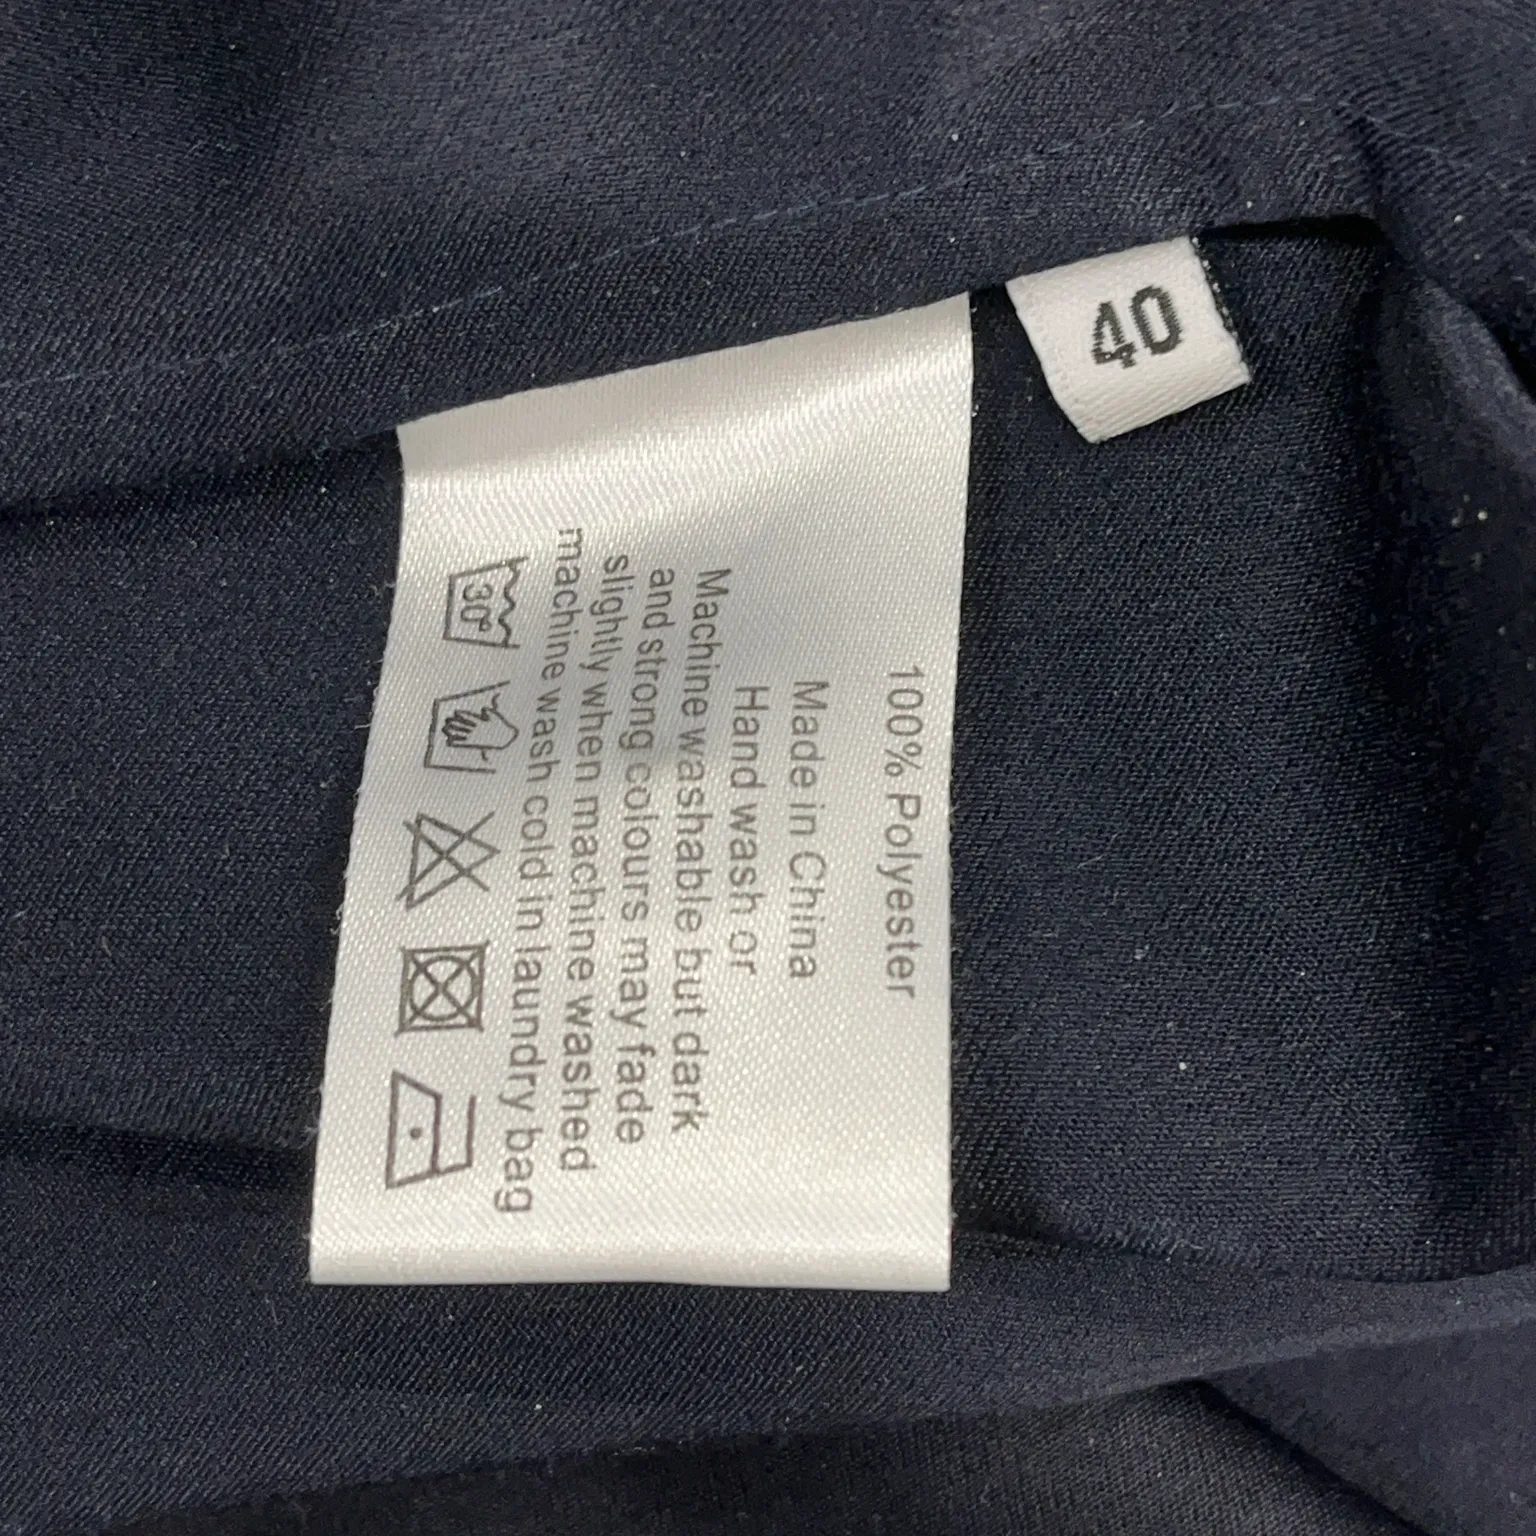 40
100% Polyester
Made in China
Hand wash or
Machine washable but dark
and strong colours may fade
slightly when machine washed
machine wash cold in laundry bag
30°